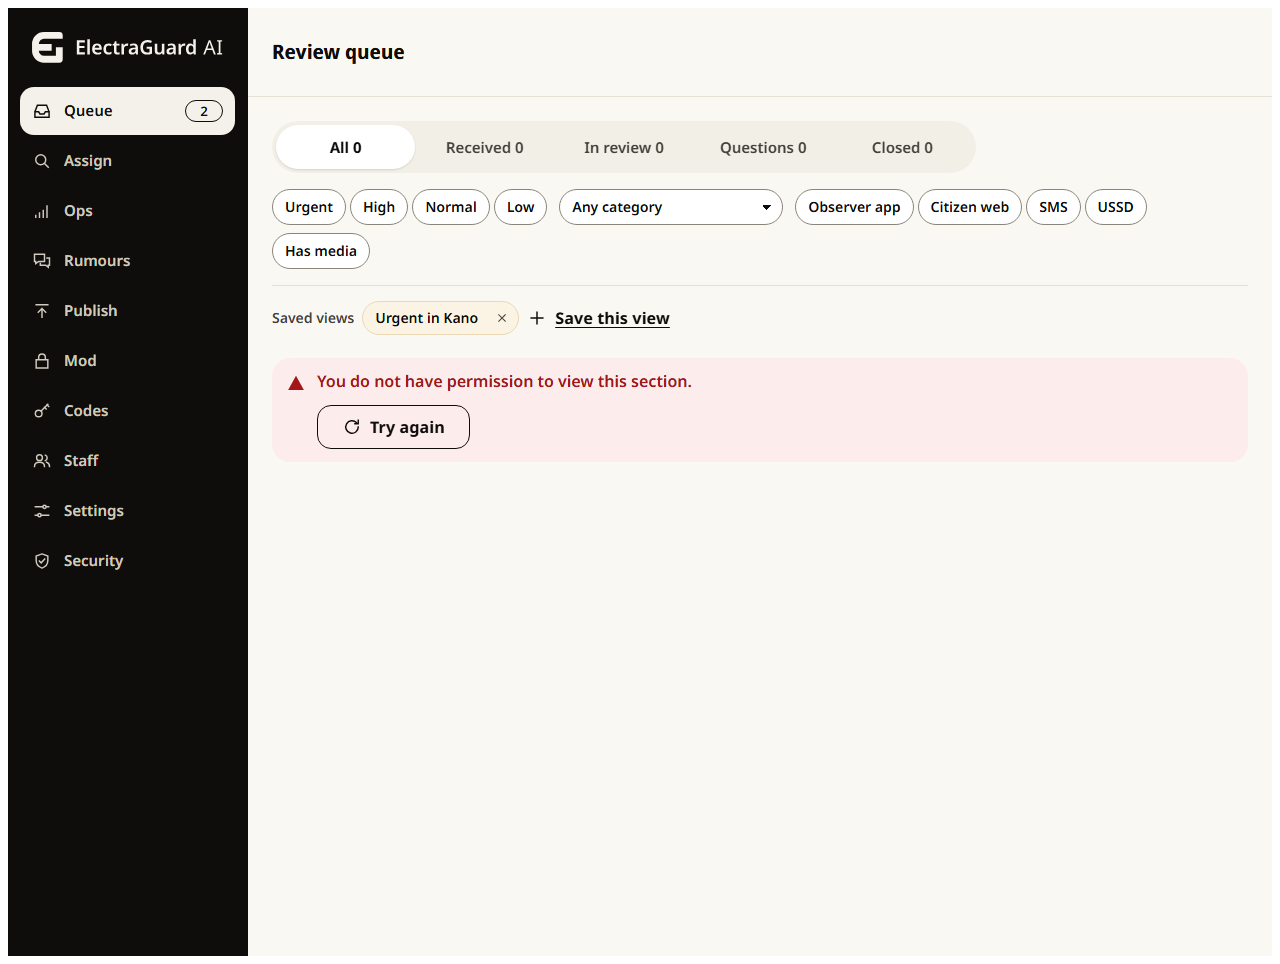 ElectraGuard AI
Queue 2
Assign
Ops
Rumours
Publish
Mod
Codes
Staff
Settings
Security
Review queue
All 0 Received 0 In review 0 Questions 0 Closed 0
Urgent High Normal Low Any category Observer app Citizen web SMS USSD
Has media
Saved views Urgent in Kano Save this view
You do not have permission to view this section.
Try again